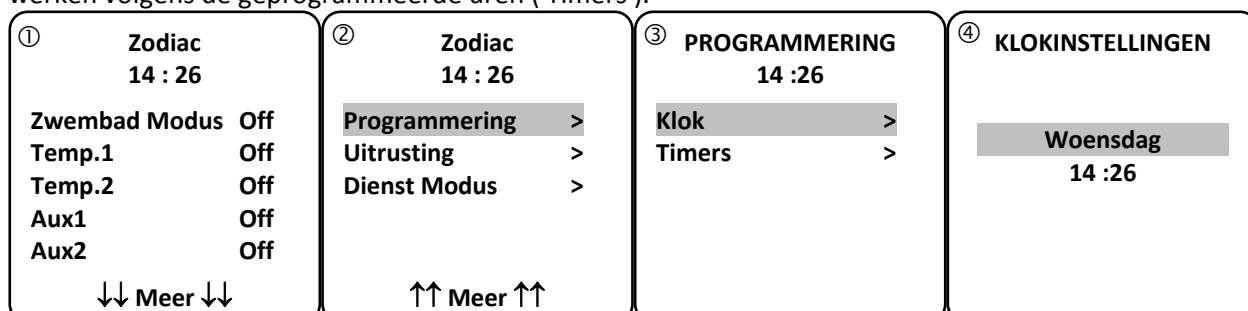 werken volgens de geprogrammeerde uren ("Timers").
①
Zodiac
14 : 26
Zwembad Modus Off
Temp.1 Off
Temp.2 Off
Aux1 Off
Aux2 Off
↓↓ Meer ↓↓
②
Zodiac
14 : 26
Programmering >
Uitrusting >
Dienst Modus >
↑↑ Meer ↑↑
③
PROGRAMMERING
14 :26
Klok >
Timers >
④
KLOKINSTELLINGEN
Woensdag
14 :26